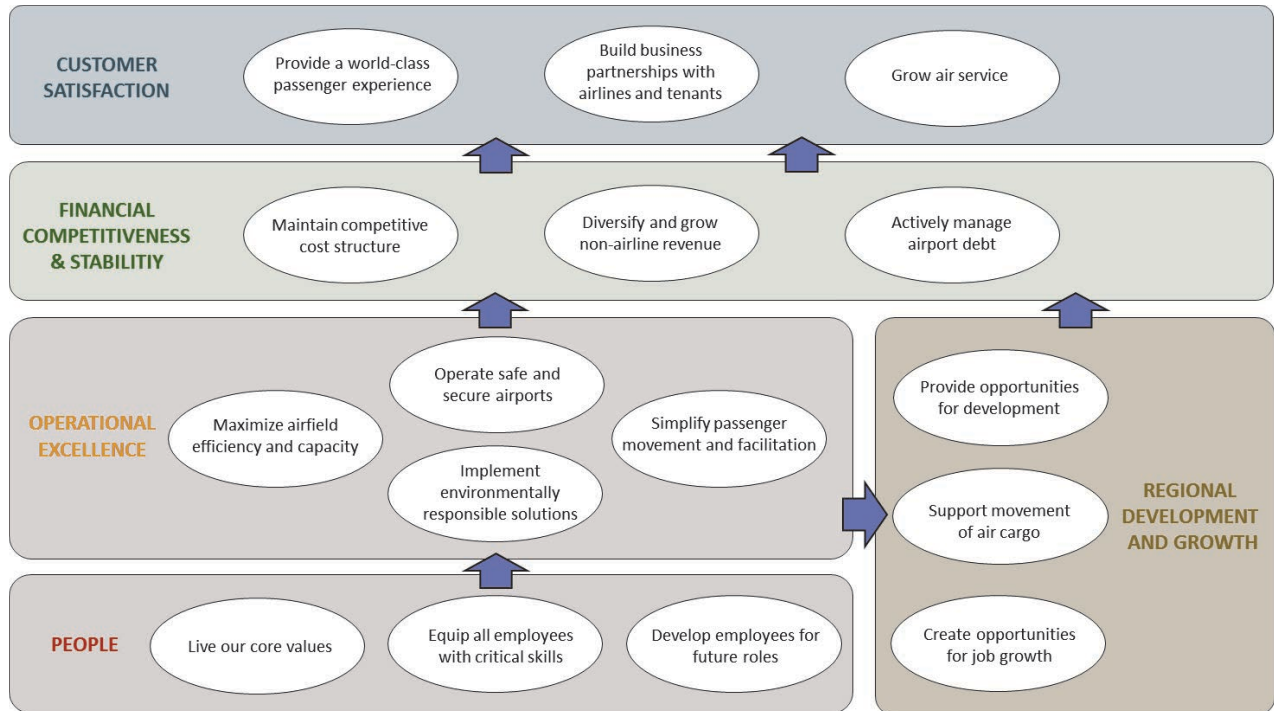 CUSTOMER
SATISFACTION
Provide a world-class
passenger experience
Build business
partnerships with
airlines and tenants
Grow air service
FINANCIAL
COMPETITIVENESS
& STABILITIY
Maintain competitive
cost structure
Diversify and grow
non-airline revenue
Actively manage
airport debt
OPERATIONAL
EXCELLENCE
Maximize airfield
efficiency and capacity
Operate safe and
secure airports
Implement
environmentally
responsible solutions
Simplify passenger
movement and facilitation
PEOPLE
Live our core values
Equip all employees
with critical skills
Develop employees for
future roles
Provide opportunities
for development
Support movement
of air cargo
Create opportunities
for job growth
REGIONAL
DEVELOPMENT
AND GROWTH